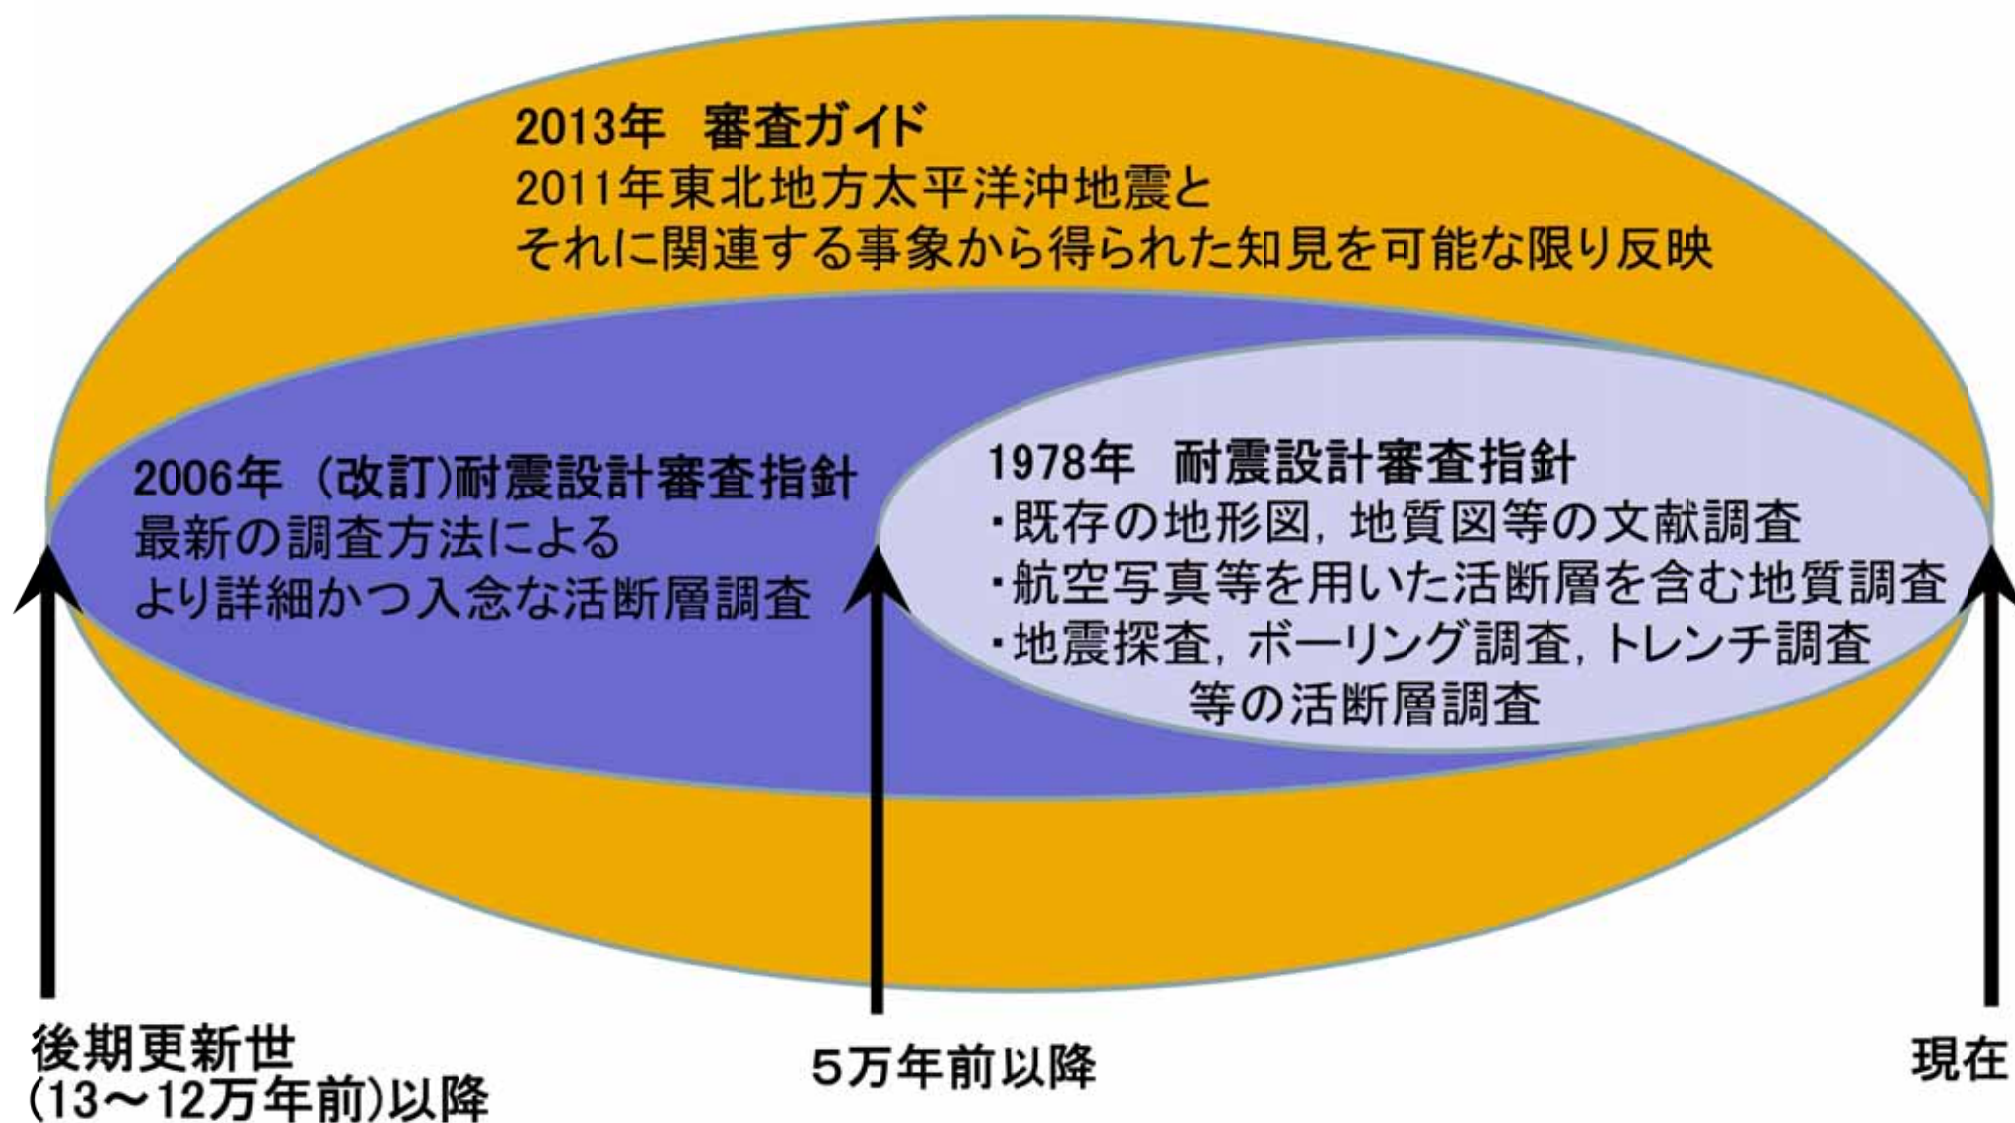 2013年　審査ガイド
2011年東北地方太平洋沖地震と
それに関連する事象から得られた知見を可能な限り反映
2006年　(改訂)耐震設計審査指針
最新の調査方法による
より詳細かつ入念な活断層調査
1978年　耐震設計審査指針
・既存の地形図，地質図等の文献調査
・航空写真等を用いた活断層を含む地質調査
・地震探査，ボーリング調査，トレンチ調査
等の活断層調査
後期更新世
(13～12万年前)以降
５万年前以降
現在